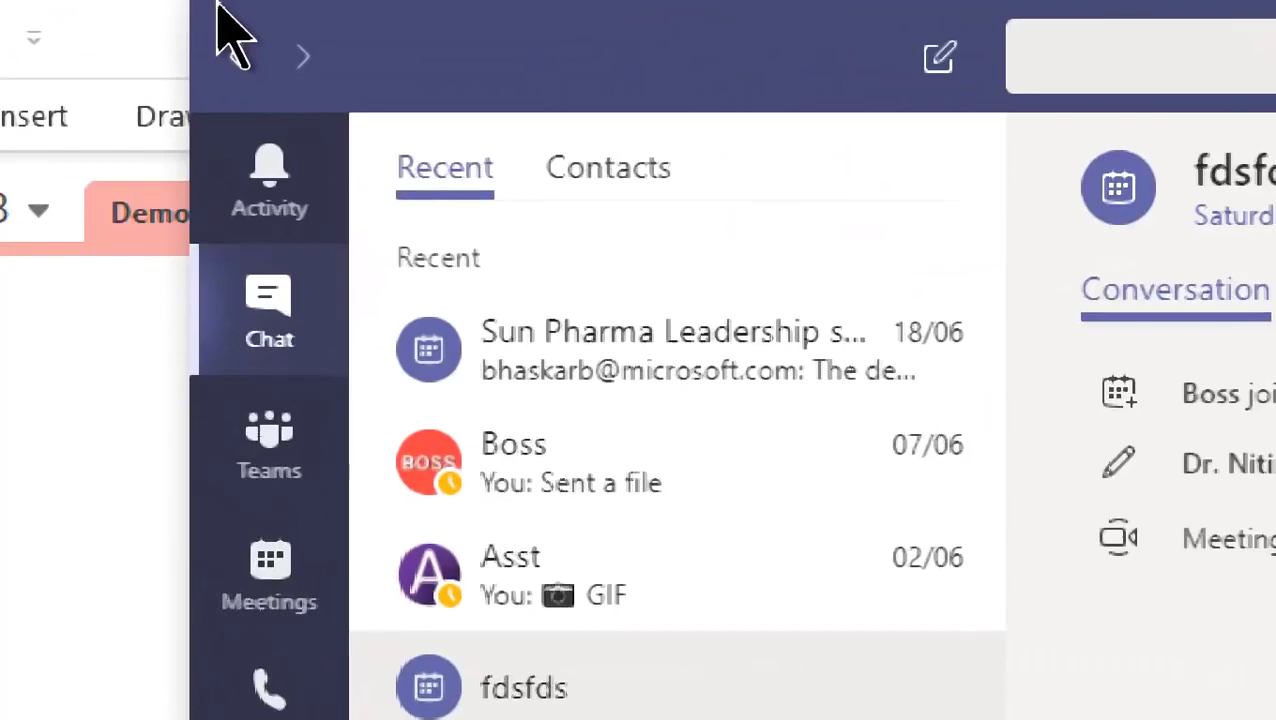 nsert
Draw
Demo
Activity
Chat
Teams
Meetings
Recent
Contacts
Recent
Sun Pharma Leadership s... 18/06
bhaskarb@microsoft.com: The de...
BOSS
Boss 07/06
You: Sent a file
A
Asst 02/06
You: GIF
fdsfds
fdsfd
Saturd
Conversation
Boss joi
Dr. Niti
Meeting